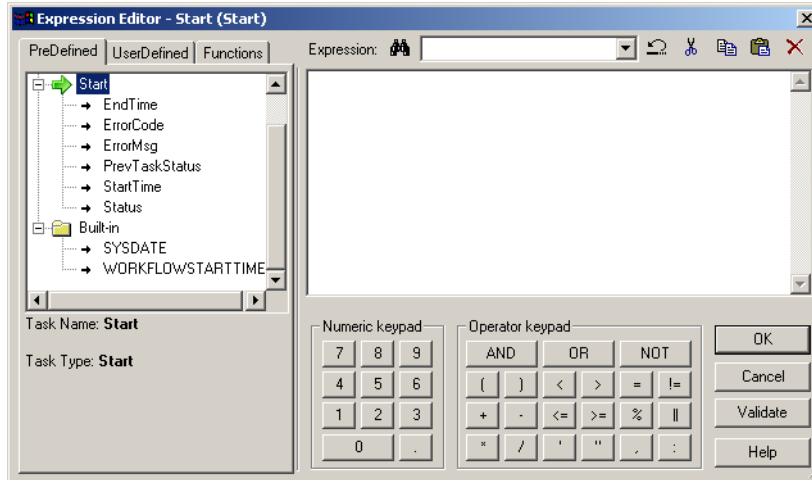 Expression Editor - Start (Start)
PreDefined UserDefined Functions
Expression:
Start
EndTime
ErrorCode
ErrorMsg
PrevTaskStatus
StartTime
Status
Built-in
SYSDATE
WORKFLOWSTARTTIME
Task Name: Start
Task Type: Start
Numeric keypad
7 8 9
4 5 6
1 2 3
0 .
Operator keypad
AND OR NOT
( ) < > = !=
+ - <= >= % ||
* / ' " , :
OK
Cancel
Validate
Help